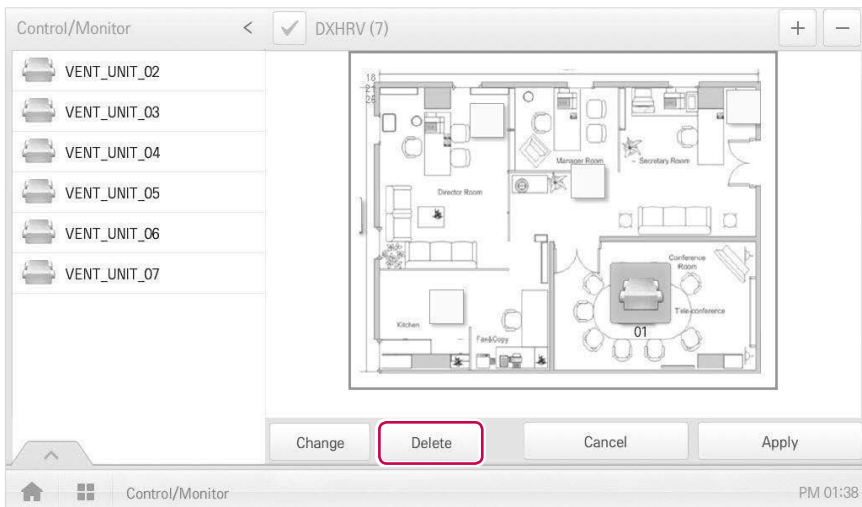 Control/Monitor
DXHRV (7)
VENT_UNIT_02
VENT_UNIT_03
VENT_UNIT_04
VENT_UNIT_05
VENT_UNIT_06
VENT_UNIT_07
Manager Room
Secretary Room
Director Room
Conference
Room
Tele-conference
01
Kitchen
Fax&Copy
Change
Delete
Cancel
Apply
Control/Monitor
PM 01:38